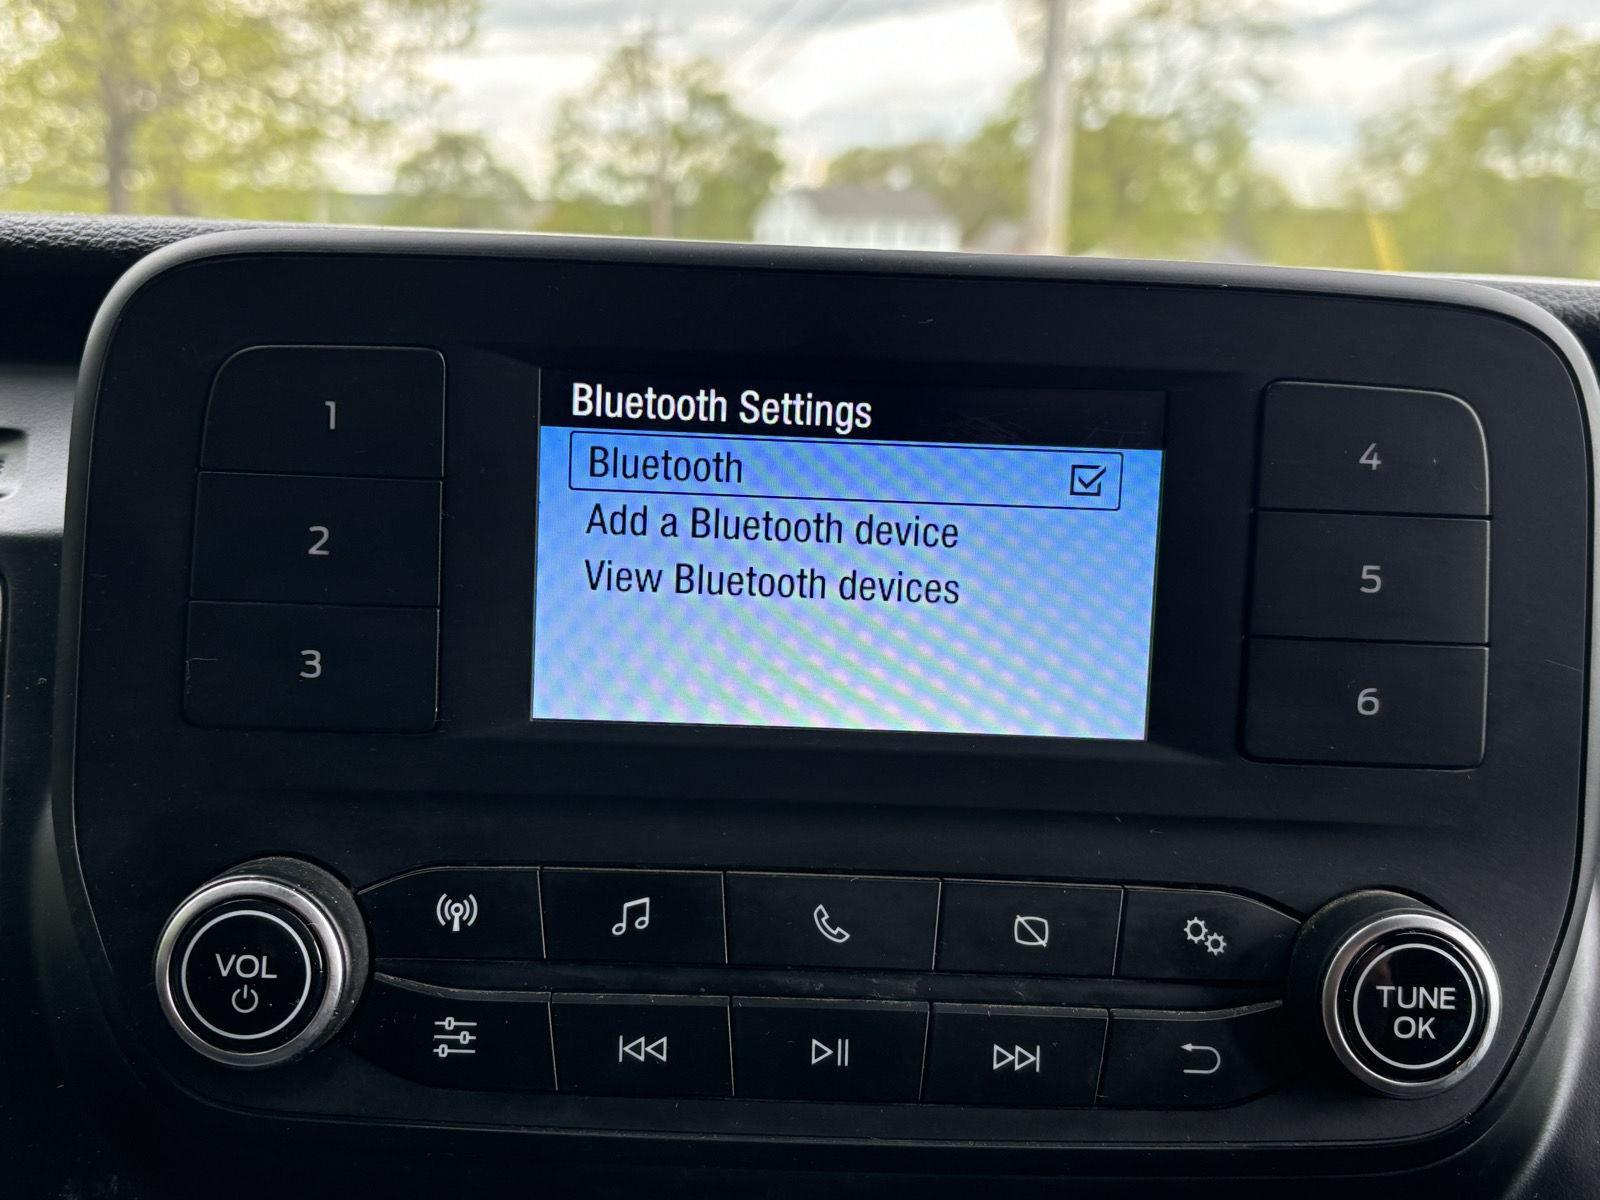 Bluetooth Settings
Bluetooth
Add a Bluetooth device
View Bluetooth devices
1
2
3
4
5
6
VOL
TUNE
OK